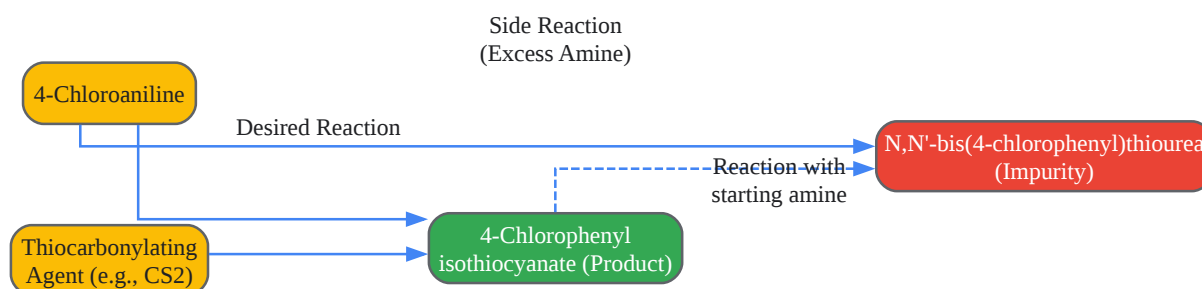 Side Reaction
(Excess Amine)
4-Chloroaniline
Desired Reaction
N,N'-bis(4-chlorophenyl)thiourea
(Impurity)
Reaction with
starting amine
4-Chlorophenyl
isothiocyanate (Product)
Thiocarbonylating
Agent (e.g., CS2)